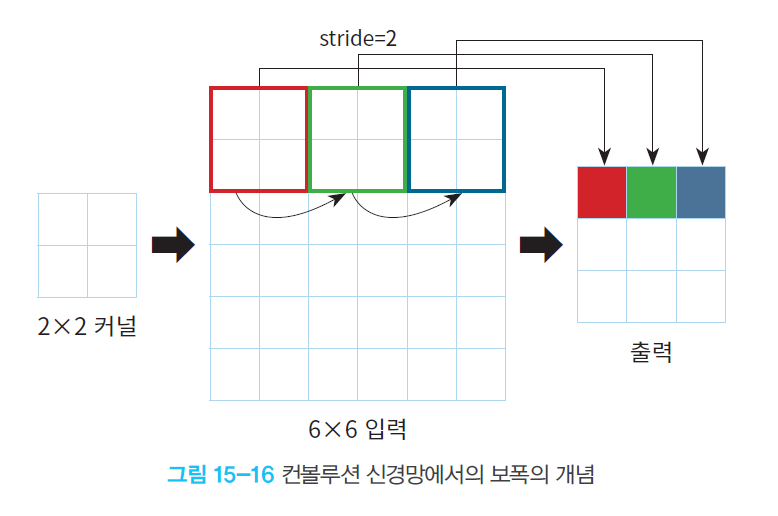 stride=2
2×2 커널
6×6 입력
출력
그림 15-16 컨볼루션 신경망에서의 보폭의 개념